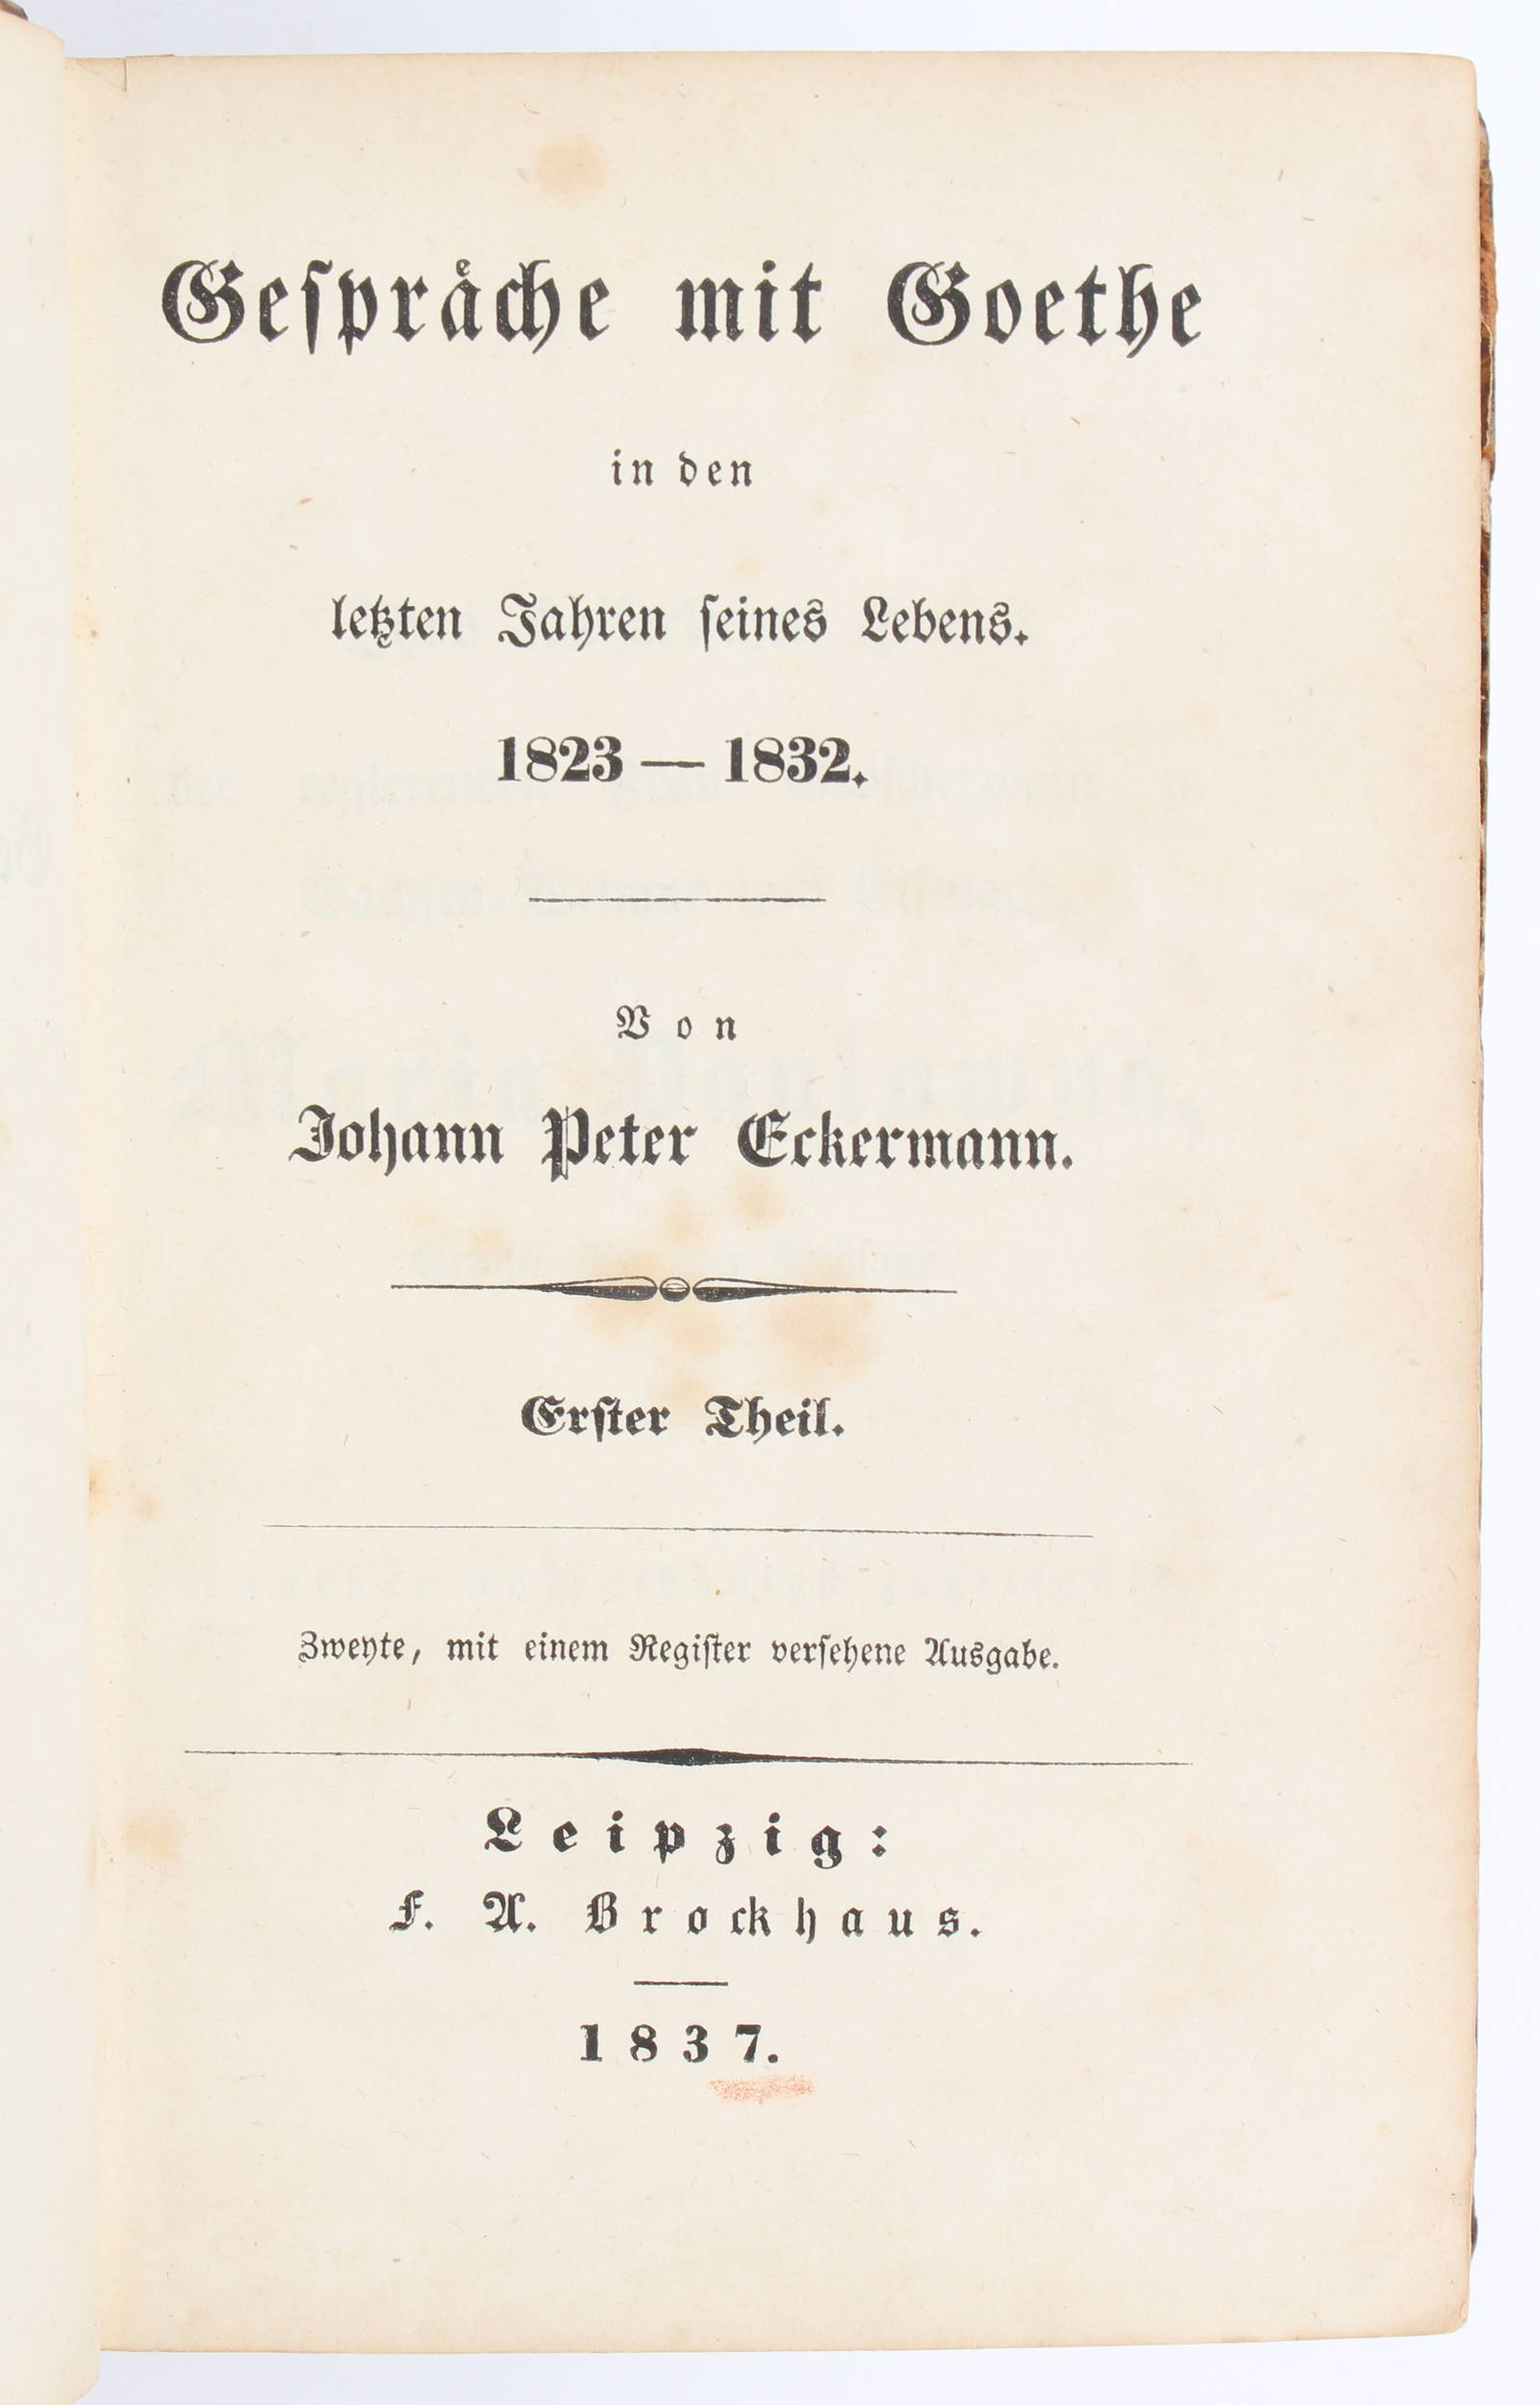 Gespräche mit Goethe
in den
letzten Jahren seines Lebens.
1823 — 1832.
Von
Johann Peter Eckermann.
Erster Theil.
Zweyte, mit einem Register versehene Ausgabe.
Leipzig:
F. A. Brockhaus.
1837.